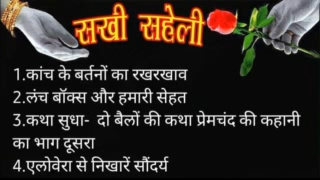 सखी सहेली
1.कांच के बर्तनों का रखरखाव
2.लंच बॉक्स और हमारी सेहत
3.कथा सुधा- दो बैलों की कथा प्रेमचंद की कहानी
का भाग दूसरा
4.एलोवेरा से निखारें सौंदर्य